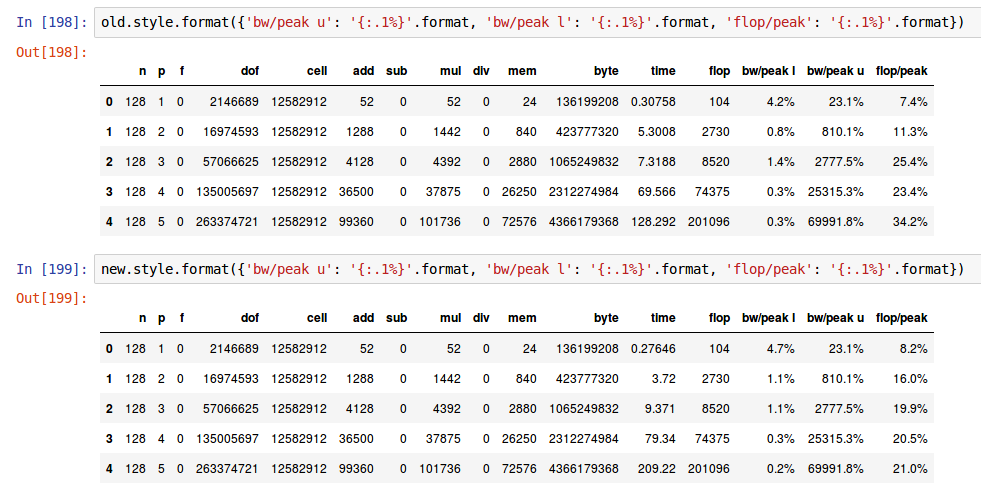 In [198]: old.style.format({'bw/peak u': '{:.1%}'.format, 'bw/peak l': '{:.1%}'.format, 'flop/peak': '{:.1%}'.format})
Out[198]:
n p f dof cell add sub mul div mem byte time flop bw/peak l bw/peak u flop/peak
0 128 1 0 2146689 12582912 52 0 52 0 24 136199208 0.30758 104 4.2% 23.1% 7.4%
1 128 2 0 16974593 12582912 1288 0 1442 0 840 423777320 5.3008 2730 0.8% 810.1% 11.3%
2 128 3 0 57066625 12582912 4128 0 4392 0 2880 1065249832 7.3188 8520 1.4% 2777.5% 25.4%
3 128 4 0 135005697 12582912 36500 0 37875 0 26250 2312274984 69.566 74375 0.3% 25315.3% 23.4%
4 128 5 0 263374721 12582912 99360 0 101736 0 72576 4366179368 128.292 201096 0.3% 69991.8% 34.2%
In [199]: new.style.format({'bw/peak u': '{:.1%}'.format, 'bw/peak l': '{:.1%}'.format, 'flop/peak': '{:.1%}'.format})
Out[199]:
n p f dof cell add sub mul div mem byte time flop bw/peak l bw/peak u flop/peak
0 128 1 0 2146689 12582912 52 0 52 0 24 136199208 0.27646 104 4.7% 23.1% 8.2%
1 128 2 0 16974593 12582912 1288 0 1442 0 840 423777320 3.72 2730 1.1% 810.1% 16.0%
2 128 3 0 57066625 12582912 4128 0 4392 0 2880 1065249832 9.371 8520 1.1% 2777.5% 19.9%
3 128 4 0 135005697 12582912 36500 0 37875 0 26250 2312274984 79.34 74375 0.3% 25315.3% 20.5%
4 128 5 0 263374721 12582912 99360 0 101736 0 72576 4366179368 209.22 201096 0.2% 69991.8% 21.0%